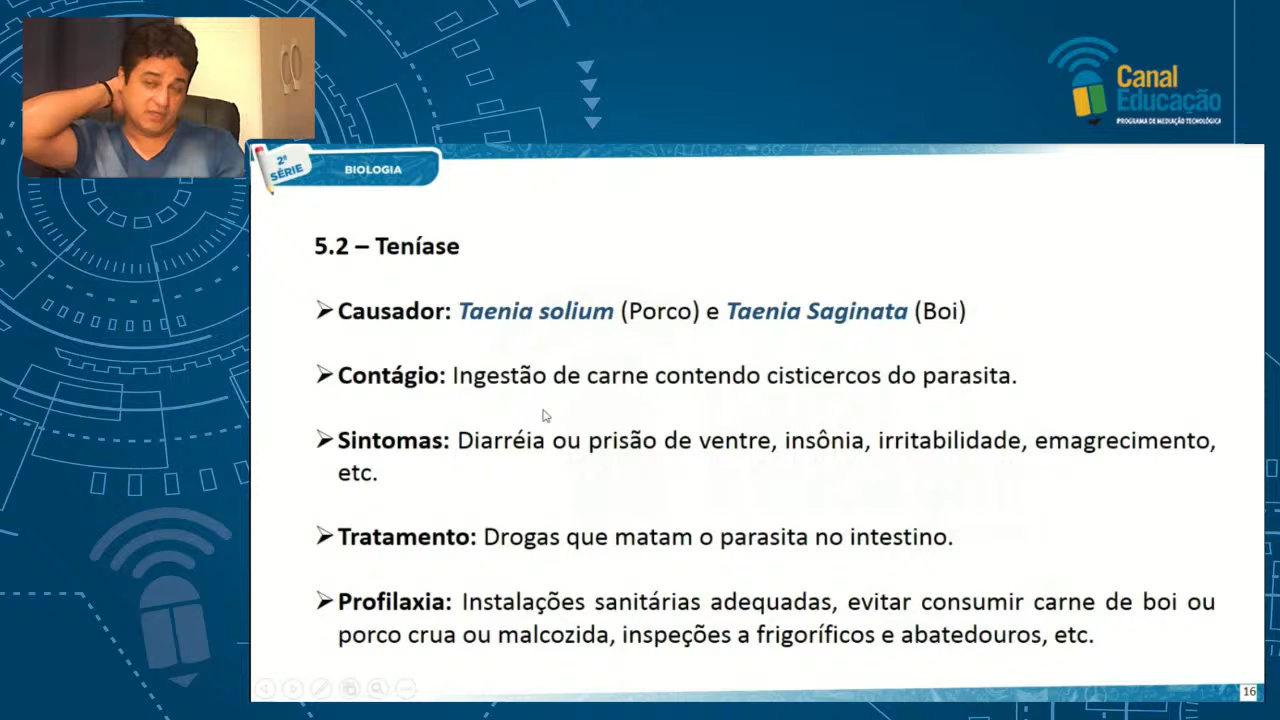 Canal
Educação
PROGRAMA DE MEDIAÇÃO TECNOLÓGICA
2ª
SÉRIE
BIOLOGIA
5.2 – Teníase
➢Causador: Taenia solium (Porco) e Taenia Saginata (Boi)
➢Contágio: Ingestão de carne contendo cisticercos do parasita.
➢Sintomas: Diarréia ou prisão de ventre, insônia, irritabilidade, emagrecimento,
etc.
➢Tratamento: Drogas que matam o parasita no intestino.
➢Profilaxia: Instalações sanitárias adequadas, evitar consumir carne de boi ou
porco crua ou malcozida, inspeções a frigoríficos e abatedouros, etc.
16